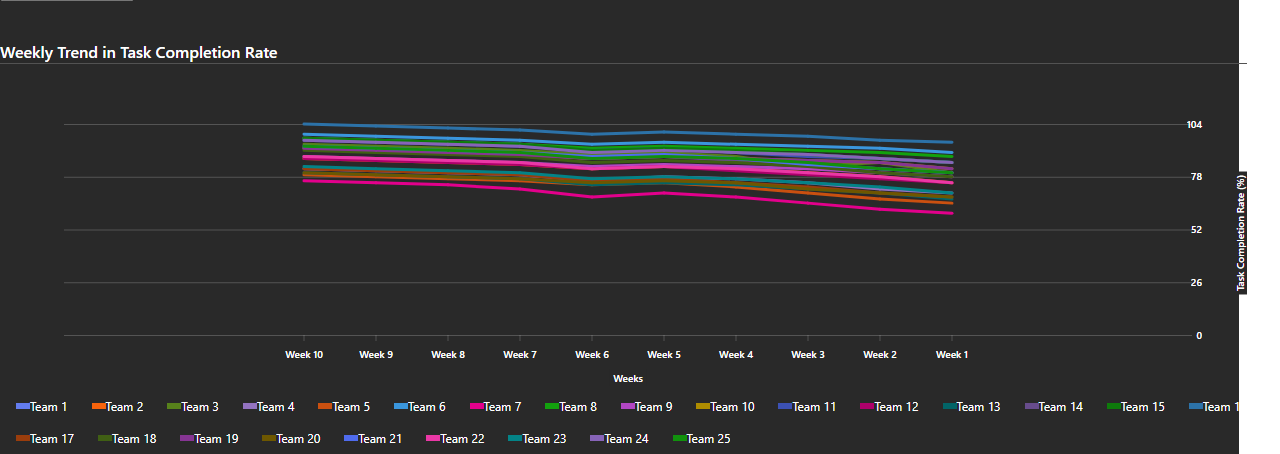 Weekly Trend in Task Completion Rate
104
78
52
26
0
Task Completion Rate (%)
Week 10 Week 9 Week 8 Week 7 Week 6 Week 5 Week 4 Week 3 Week 2 Week 1
Weeks
Team 1 Team 2 Team 3 Team 4 Team 5 Team 6 Team 7 Team 8 Team 9 Team 10 Team 11 Team 12 Team 13 Team 14 Team 15 Team 1
Team 17 Team 18 Team 19 Team 20 Team 21 Team 22 Team 23 Team 24 Team 25